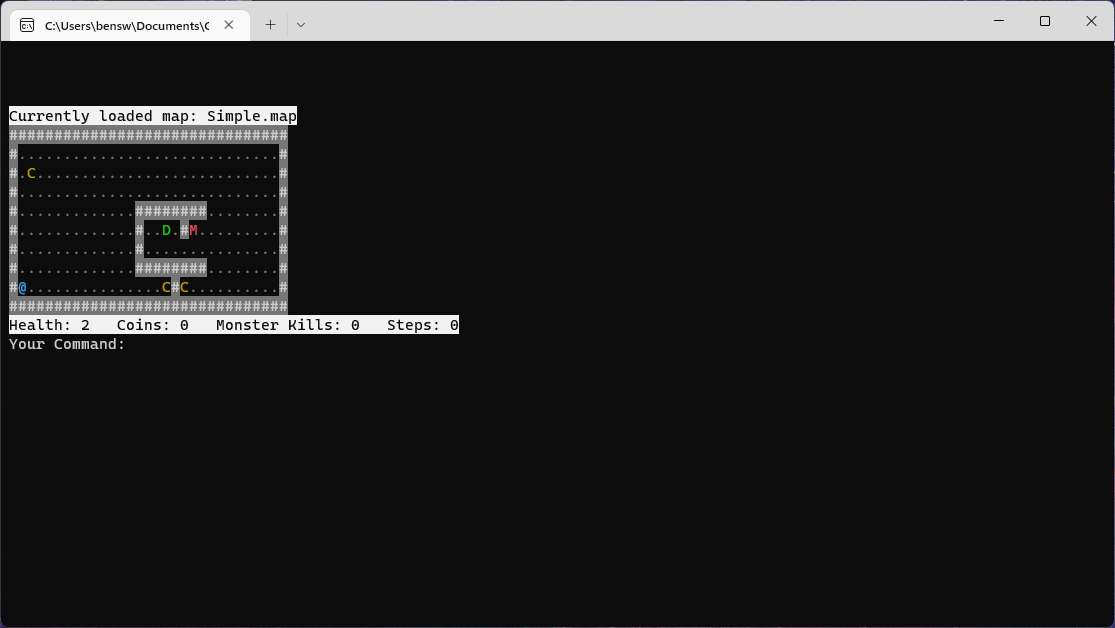 C:\Users\bensw\Documents\C
Currently loaded map: Simple.map
###############################
#.............................#
#.C...........................#
#.............................#
#.............########........#
#.............#..D.#M.........#
#.............#...............#
#.............########........#
#@...............C#C..........#
###############################
Health: 2   Coins: 0   Monster Kills: 0   Steps: 0
Your Command: